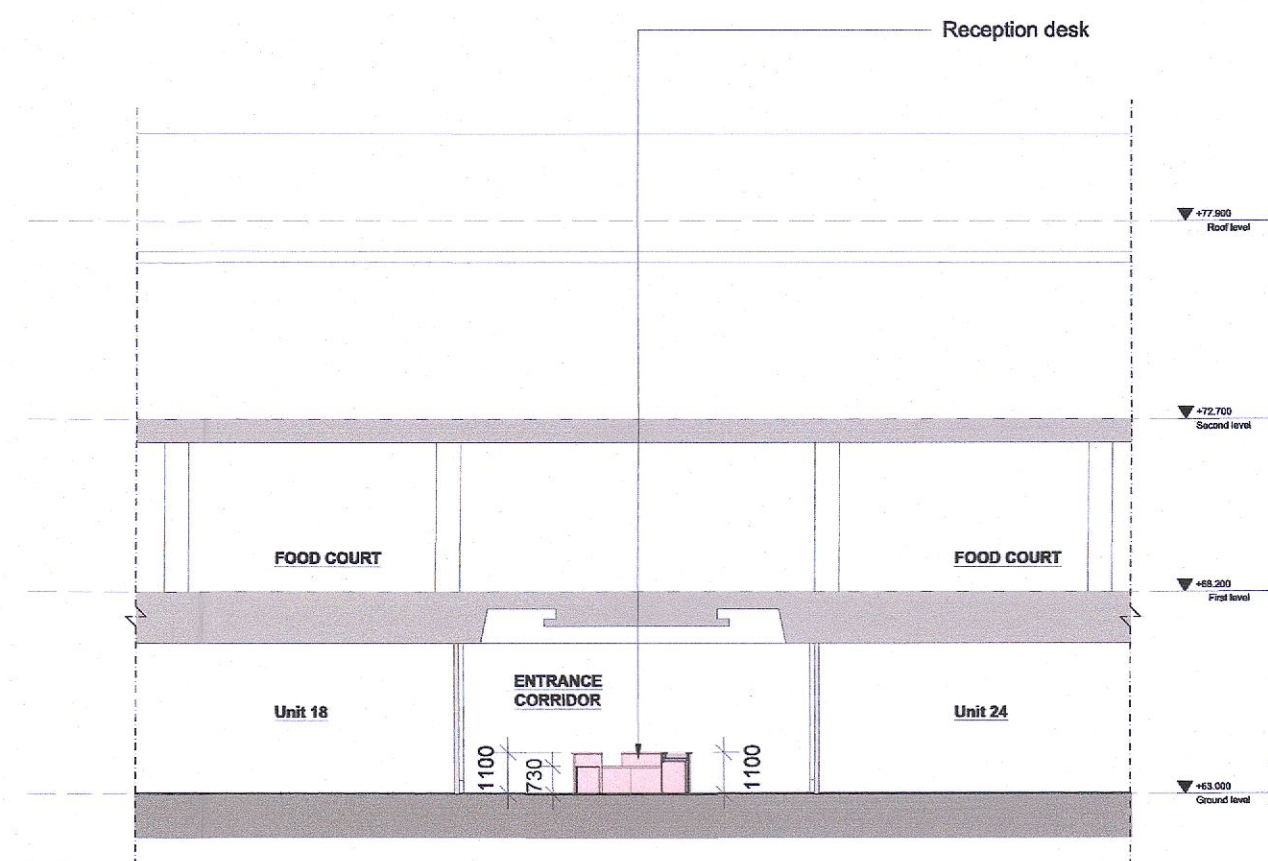 Reception desk
+77.900
Roof level
+72.700
Second level
FOOD COURT
FOOD COURT
+68.200
First level
ENTRANCE
CORRIDOR
Unit 18
Unit 24
1100
730
1100
+63.000
Ground level